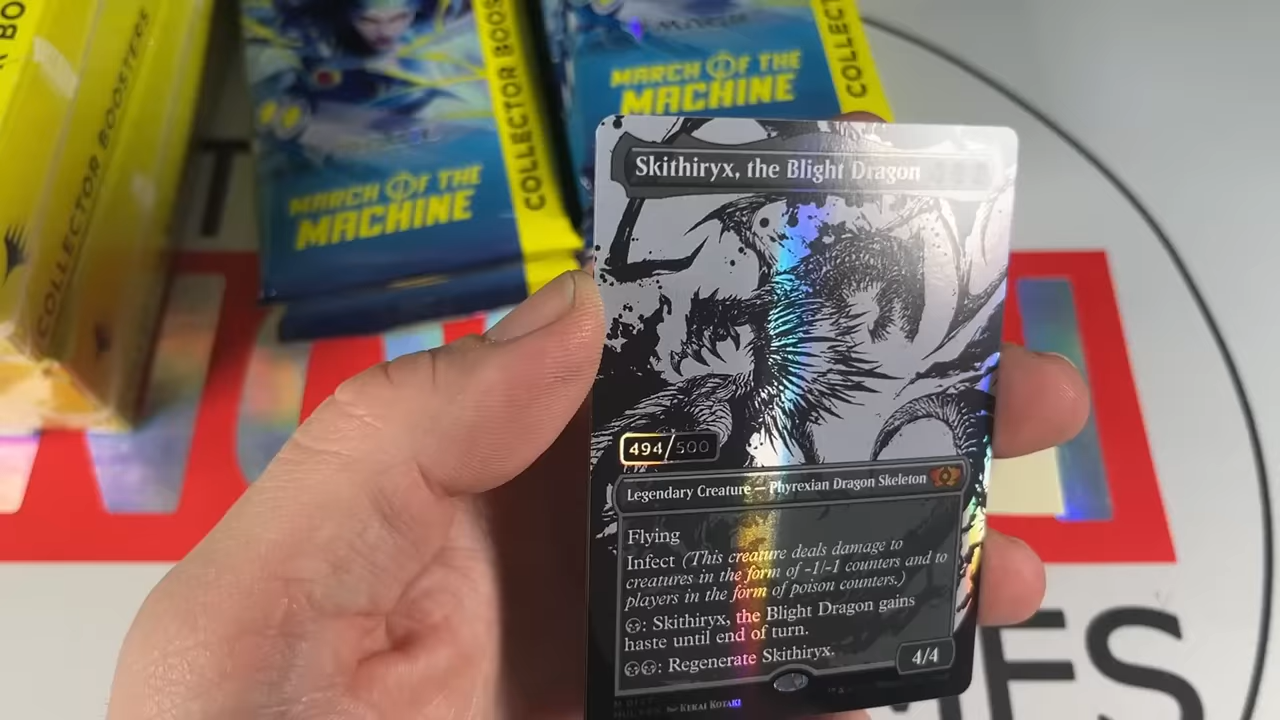 COLLECTOR BOOSTERS
MARCH OF THE
MACHINE
COLLECTOR BOOS
MARCH OF THE
MACHINE
COLLECT
Skithiryx, the Blight Dragon
494/500
Legendary Creature — Phyrexian Dragon Skeleton
Flying
Infect (This creature deals damage to
creatures in the form of -1/-1 counters and to
players in the form of poison counters.)
: Skithiryx, the Blight Dragon gains
haste until end of turn.
: Regenerate Skithiryx.
4/4
KEKAI KOTAKI
MES